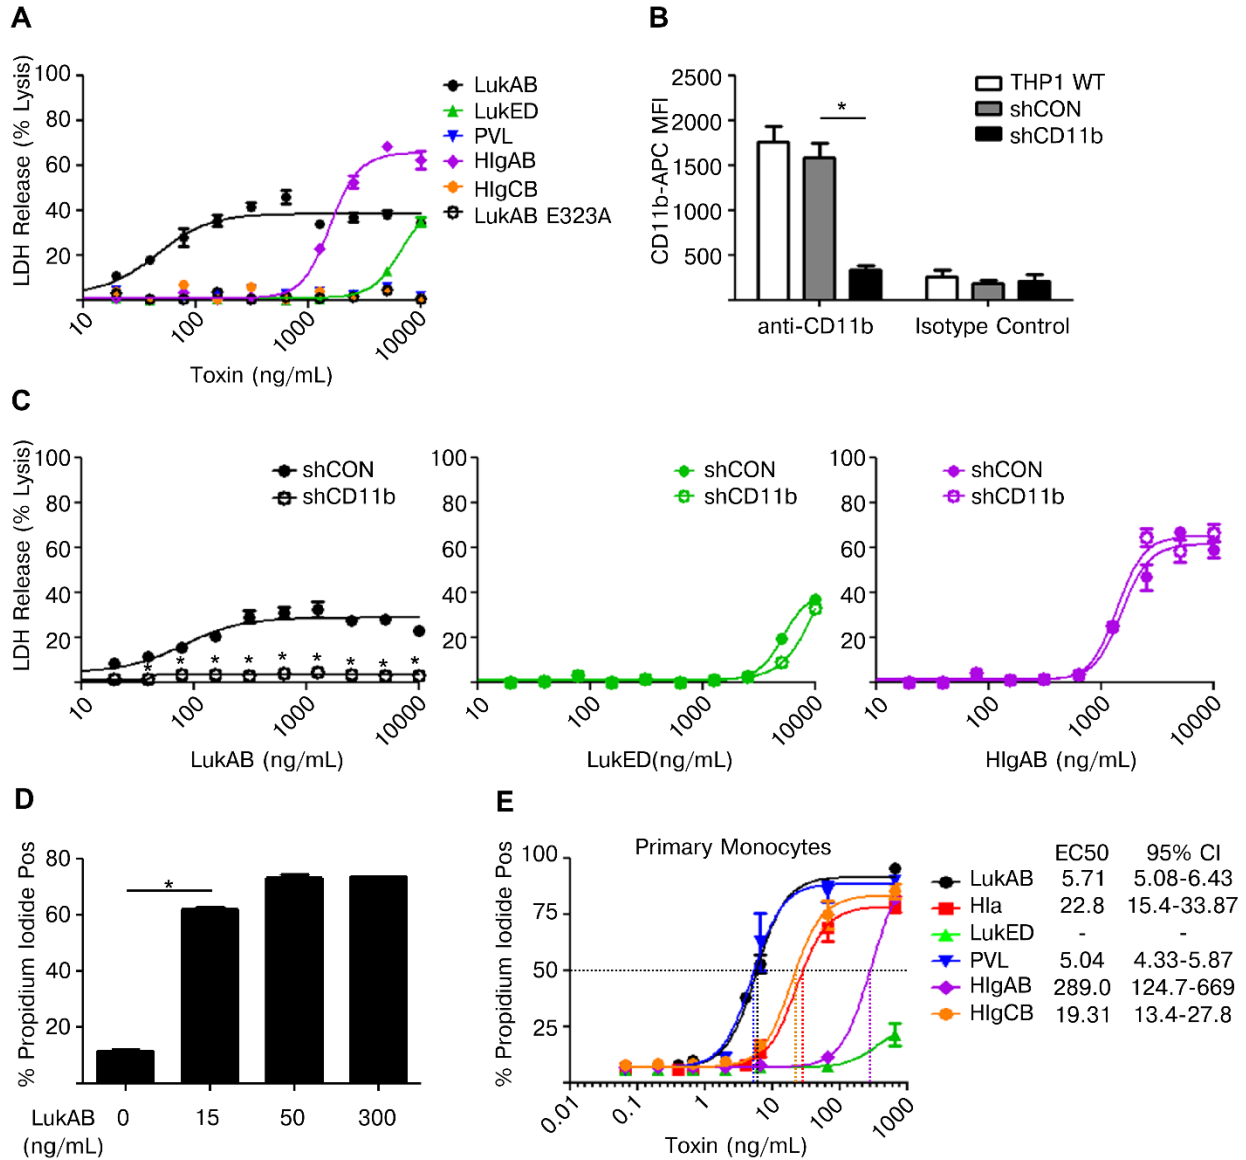 A
LDH Release (% Lysis)
100
80
60
40
20
10
100
1000
10000
Toxin (ng/mL)
LukAB
LukED
PVL
HlgAB
HlgCB
LukAB E323A
B
CD11b-APC MFI
2500
2000
1500
1000
500
*
THP1 WT
shCON
shCD11b
anti-CD11b
Isotype Control
C
LDH Release (% Lysis)
100
80
60
40
20
shCON
shCD11b
* * * * * * * * *
10
100
1000
10000
LukAB (ng/mL)
100
80
60
40
20
shCON
shCD11b
10
100
1000
10000
LukED(ng/mL)
100
80
60
40
20
shCON
shCD11b
10
100
1000
10000
HlgAB (ng/mL)
D
% Propidium Iodide Pos
80
60
40
20
*
LukAB 0 15 50 300
(ng/mL)
E
Primary Monocytes
% Propidium Iodide Pos
100
75
50
25
0.01
0.1
1
10
100
1000
Toxin (ng/mL)
EC50 95% CI
LukAB 5.71 5.08-6.43
Hla 22.8 15.4-33.87
LukED - -
PVL 5.04 4.33-5.87
HlgAB 289.0 124.7-669
HlgCB 19.31 13.4-27.8